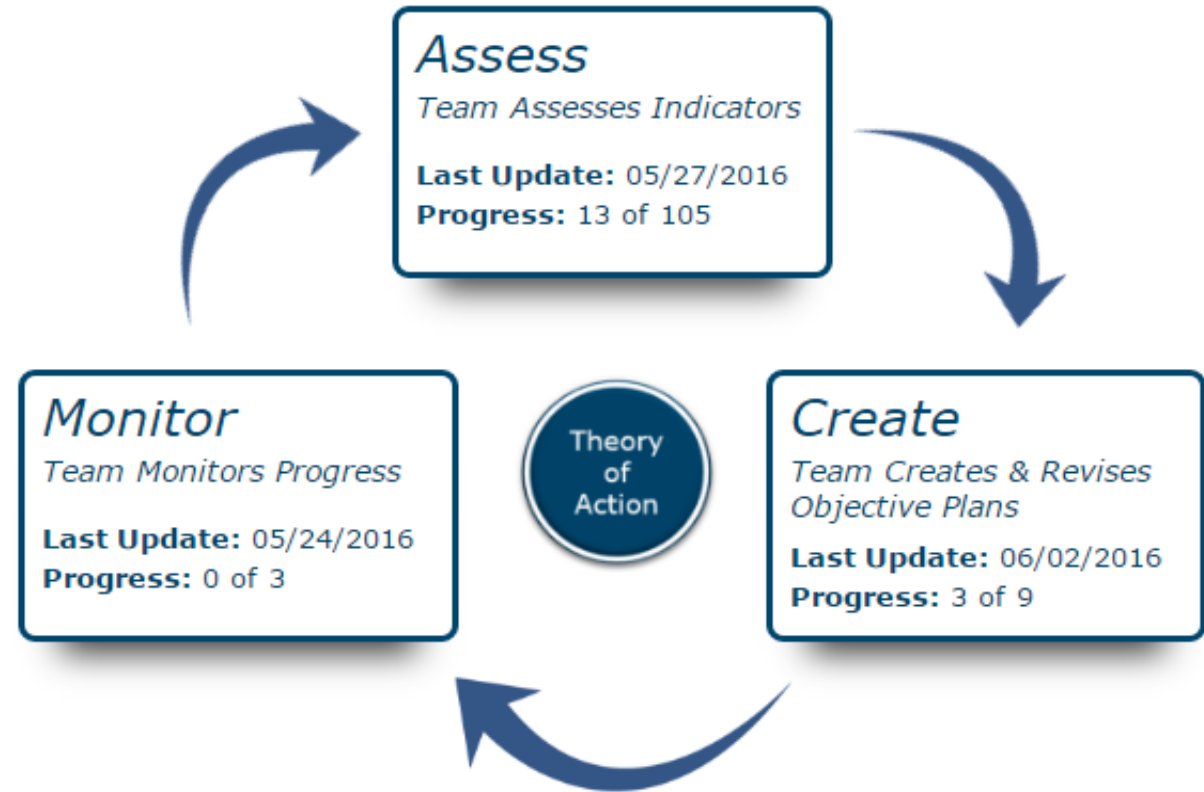 Assess
Team Assesses Indicators
Last Update: 05/27/2016
Progress: 13 of 105
Monitor
Team Monitors Progress
Last Update: 05/24/2016
Progress: 0 of 3
Theory
of
Action
Create
Team Creates & Revises
Objective Plans
Last Update: 06/02/2016
Progress: 3 of 9